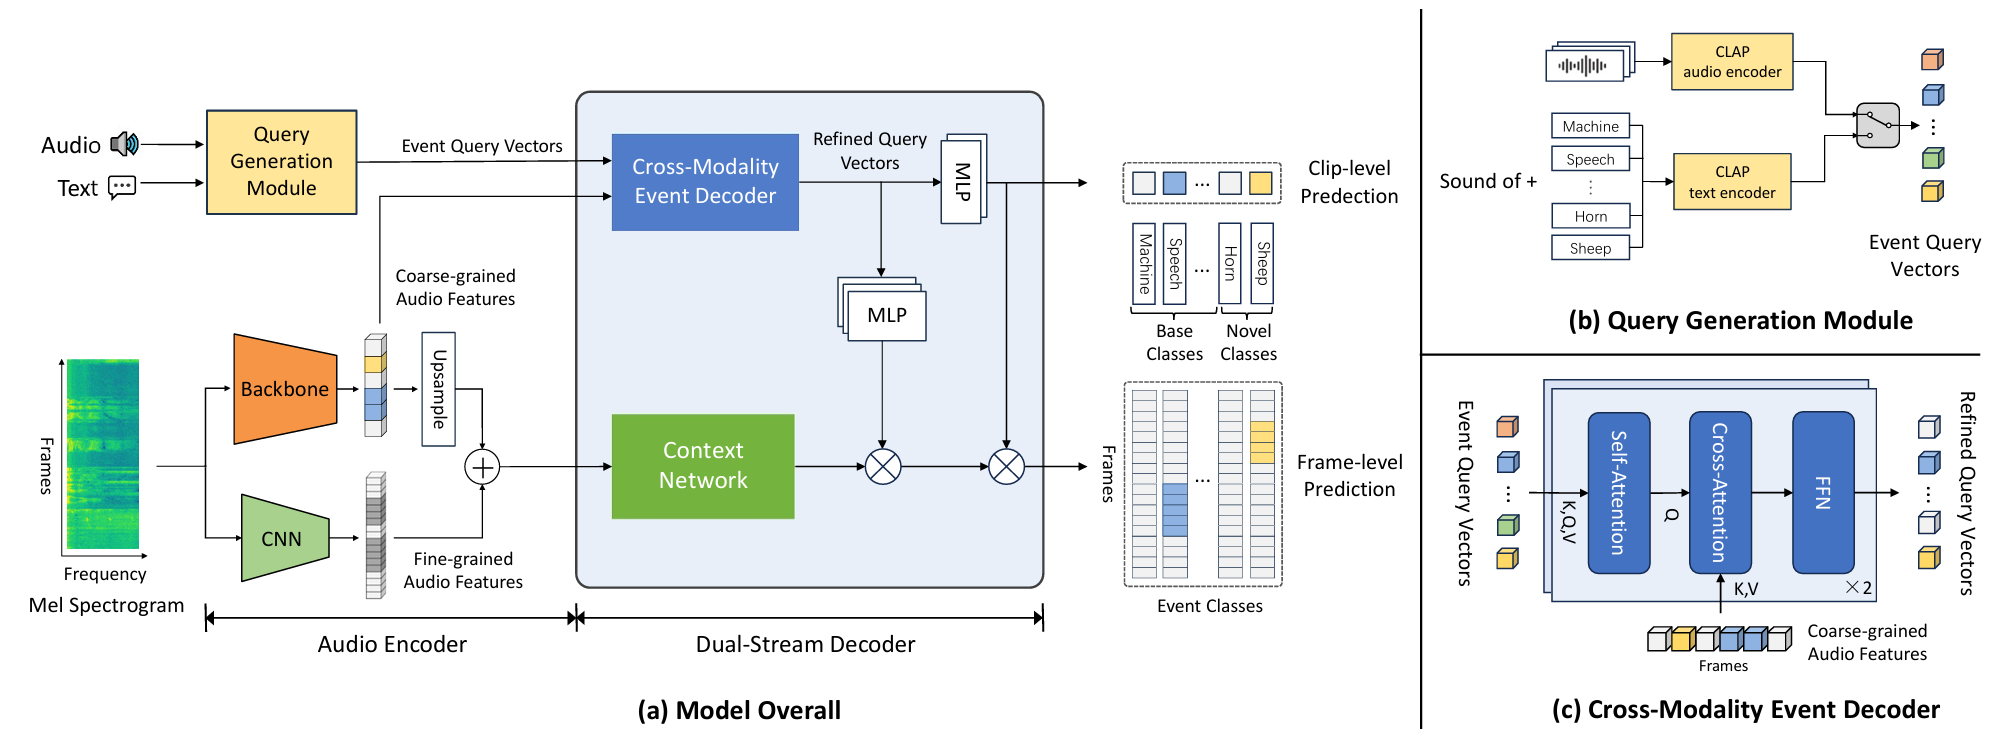 Audio
Text
Query
Generation
Module
Event Query Vectors
Cross-Modality
Event Decoder
Refined Query
Vectors
MLP
MLP
Clip-level
Predection
Machine
Speech
...
Horn
Sheep
Base
Classes
Novel
Classes
Coarse-grained
Audio Features
Backbone
Upsample
CNN
Fine-grained
Audio Features
Context
Network
Frames
Frequency
Mel Spectrogram
Frames
...
Frame-level
Prediction
Event Classes
Audio Encoder
Dual-Stream Decoder
(a) Model Overall
CLAP
audio encoder
Sound of +
Machine
Speech
...
Horn
Sheep
CLAP
text encoder
Event Query
Vectors
(b) Query Generation Module
Event Query Vectors
K,Q,V
Self-Attention
Q
Cross-Attention
FFN
K,V
×2
Refined Query Vectors
Coarse-grained
Audio Features
Frames
(c) Cross-Modality Event Decoder